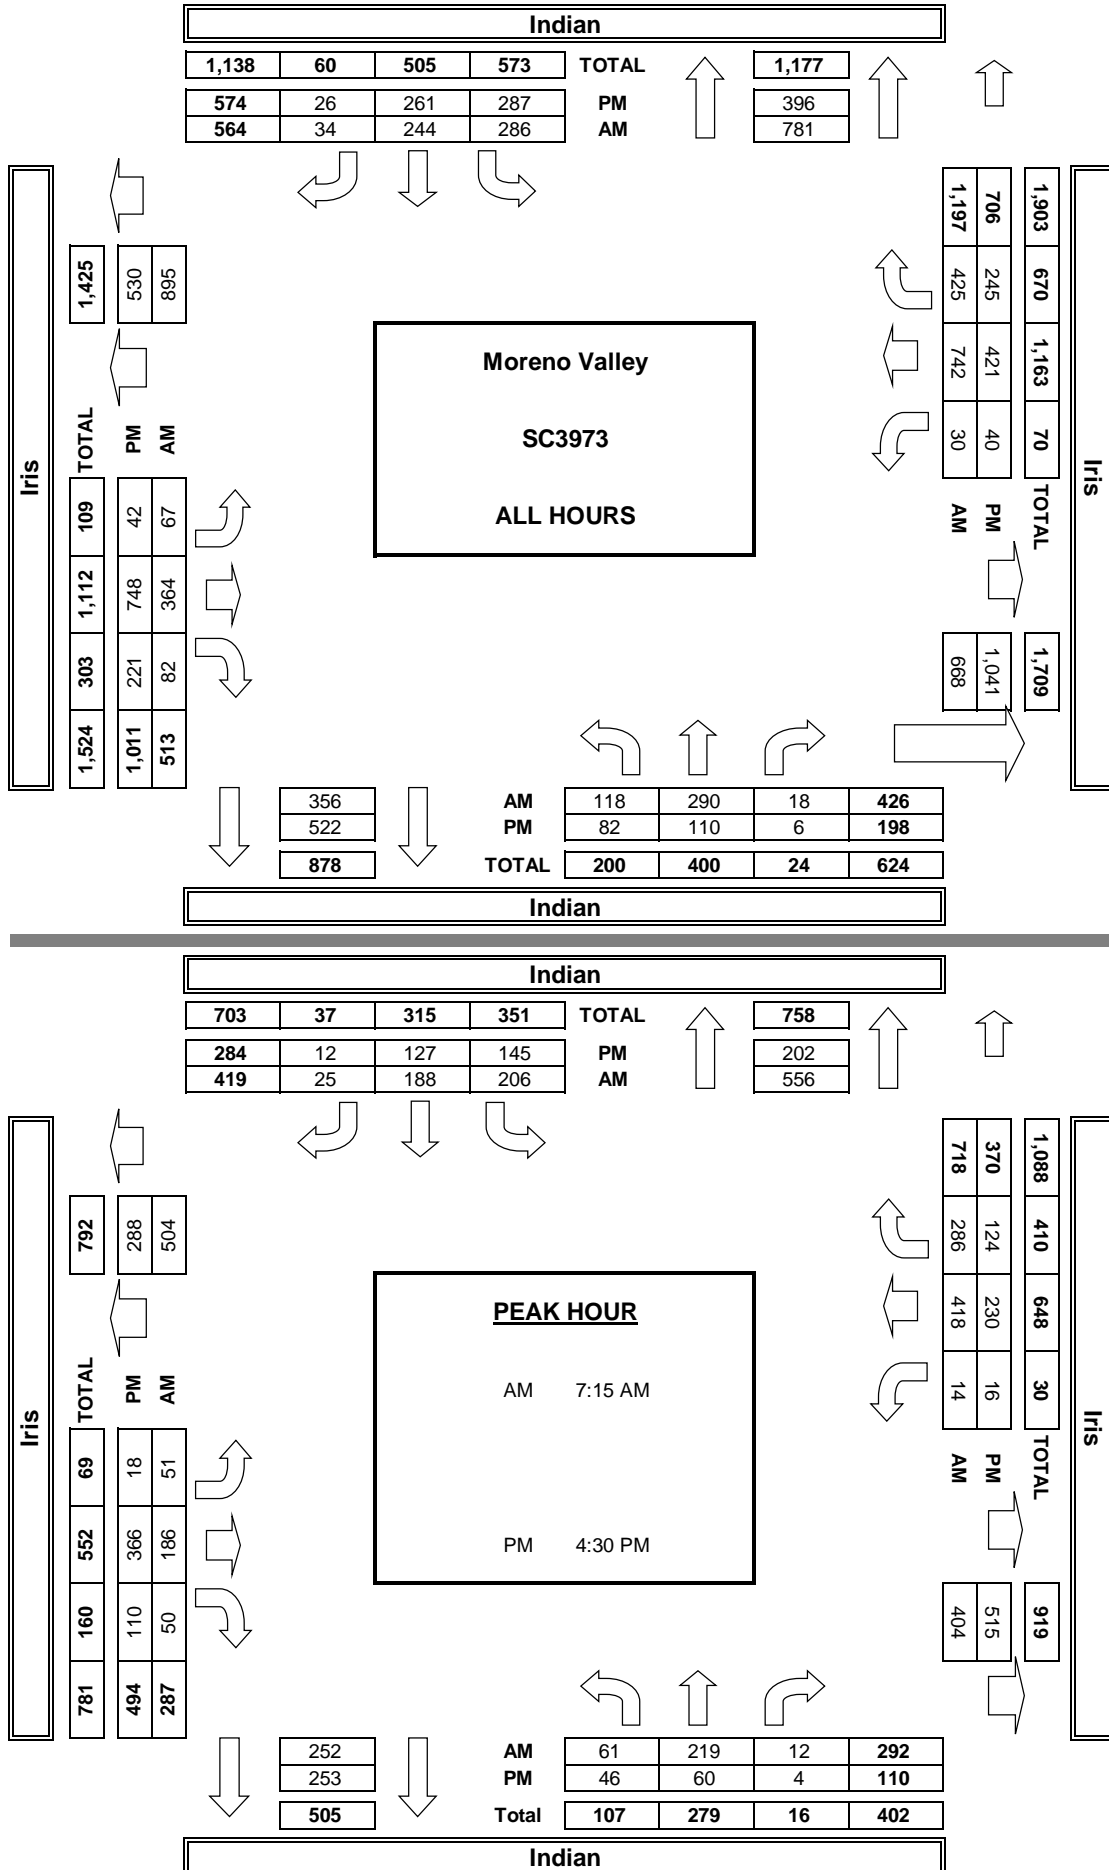 Indian
1,138 60 505 573 TOTAL 1,177
574 26 261 287 PM 396
564 34 244 286 AM 781
Iris
1,425 530 895
TOTAL PM AM
109 42 67
1,112 748 364
303 221 82
1,524 1,011 513
Moreno Valley
SC3973
ALL HOURS
1,197 706 1,903
425 245 670
742 421 1,163
30 40 70
AM PM TOTAL
668 1,041 1,709
Iris
356 AM 118 290 18 426
522 PM 82 110 6 198
878 TOTAL 200 400 24 624
Indian
Indian
703 37 315 351 TOTAL 758
284 12 127 145 PM 202
419 25 188 206 AM 556
Iris
792 288 504
TOTAL PM AM
69 18 51
552 366 186
160 110 50
781 494 287
PEAK HOUR
AM 7:15 AM
PM 4:30 PM
718 370 1,088
286 124 410
418 230 648
14 16 30
AM PM TOTAL
404 515 919
Iris
252 AM 61 219 12 292
253 PM 46 60 4 110
505 Total 107 279 16 402
Indian